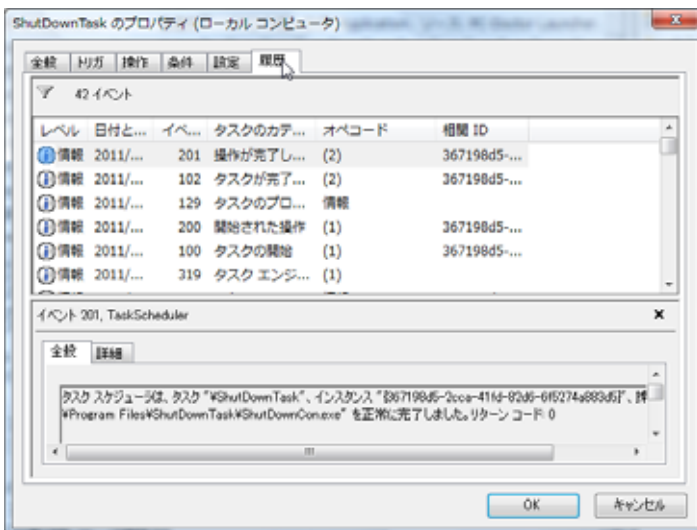 ShutDownTask のプロパティ (ローカル コンピュータ)
全般 トリガ 操作 条件 設定 履歴
42 イベント
レベル 日付と... イベ... タスクのカテ... オペコード 相関 ID
情報 2011/... 201 操作が完了し... (2) 367198d5-...
情報 2011/... 102 タスクが完了... (2) 367198d5-...
情報 2011/... 129 タスクのプロ... 情報
情報 2011/... 200 開始された操作 (1) 367198d5-...
情報 2011/... 100 タスクの開始 (1) 367198d5-...
情報 2011/... 319 タスク エンジ... (1)
イベント 201, TaskScheduler
全般 詳細
タスク スケジューラは、タスク "¥ShutDownTask"、インスタンス "{367198d5-2cca-41fd-82d6-6f5274a883d5}"、
¥Program Files¥ShutDownTask¥ShutDownCon.exe" を正常に完了しました。リターン コード: 0
OK キャンセル